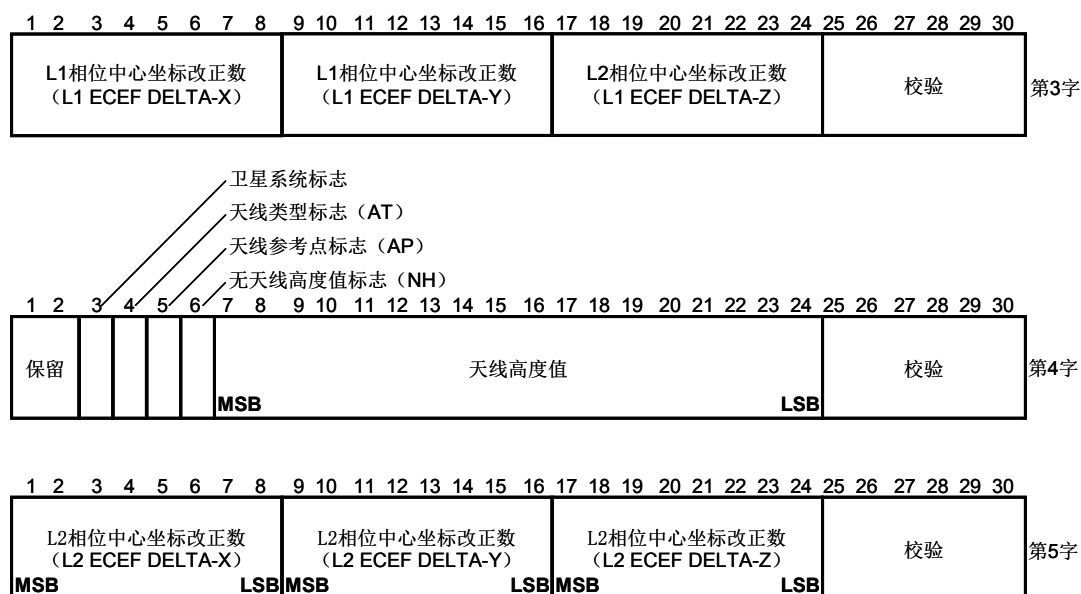 1 2 3 4 5 6 7 8 9 10 11 12 13 14 15 16 17 18 19 20 21 22 23 24 25 26 27 28 29 30
L1相位中心坐标改正数
（L1 ECEF DELTA-X）
L1相位中心坐标改正数
（L1 ECEF DELTA-Y）
L2相位中心坐标改正数
（L1 ECEF DELTA-Z）
校验
第3字
卫星系统标志
天线类型标志（AT）
天线参考点标志（AP）
无天线高度值标志（NH）
1 2 3 4 5 6 7 8 9 10 11 12 13 14 15 16 17 18 19 20 21 22 23 24 25 26 27 28 29 30
保留
天线高度值
MSB
LSB
校验
第4字
1 2 3 4 5 6 7 8 9 10 11 12 13 14 15 16 17 18 19 20 21 22 23 24 25 26 27 28 29 30
L2相位中心坐标改正数
（L2 ECEF DELTA-X）
MSB LSB
L2相位中心坐标改正数
（L2 ECEF DELTA-Y）
MSB LSB
L2相位中心坐标改正数
（L2 ECEF DELTA-Z）
MSB LSB
校验
第5字